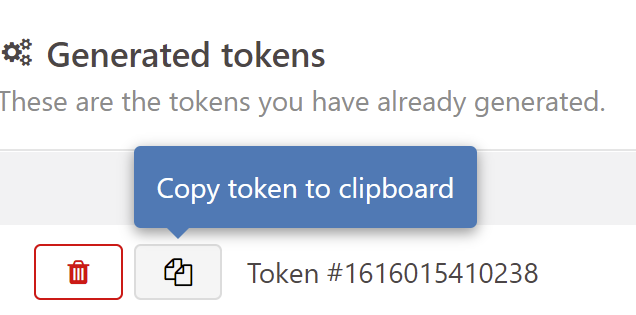 Generated tokens
These are the tokens you have already generated.
Copy token to clipboard
Token #1616015410238